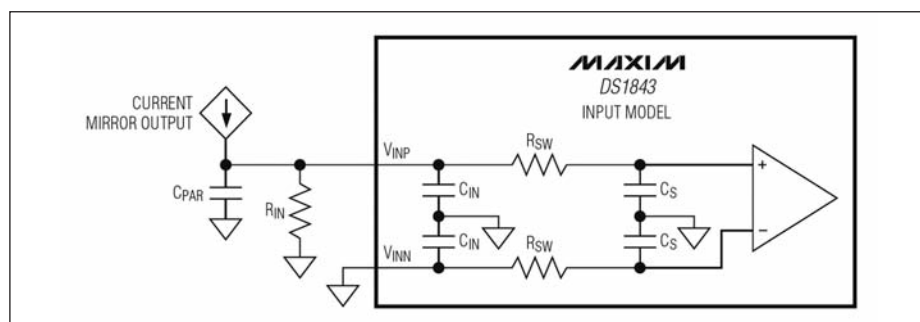 MAXIM
DS1843
INPUT MODEL
CURRENT
MIRROR OUTPUT
VINP
RSW
CPAR
RIN
CIN
CS
+
CIN
CS
−
VINN
RSW